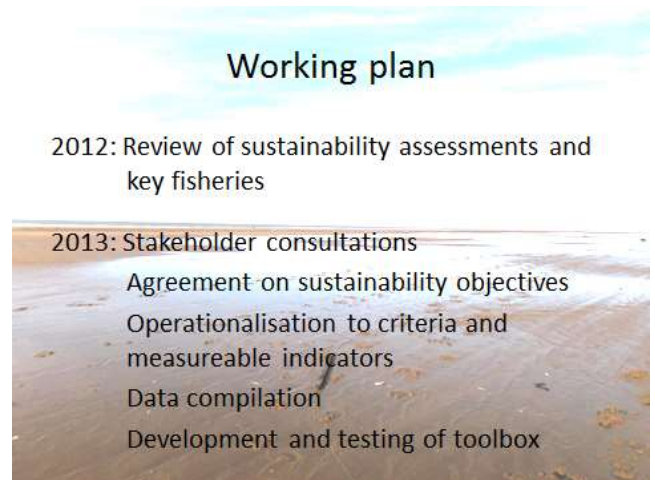 Working plan
2012: Review of sustainability assessments and
key fisheries
2013: Stakeholder consultations
Agreement on sustainability objectives
Operationalisation to criteria and
measureable indicators
Data compilation
Development and testing of toolbox